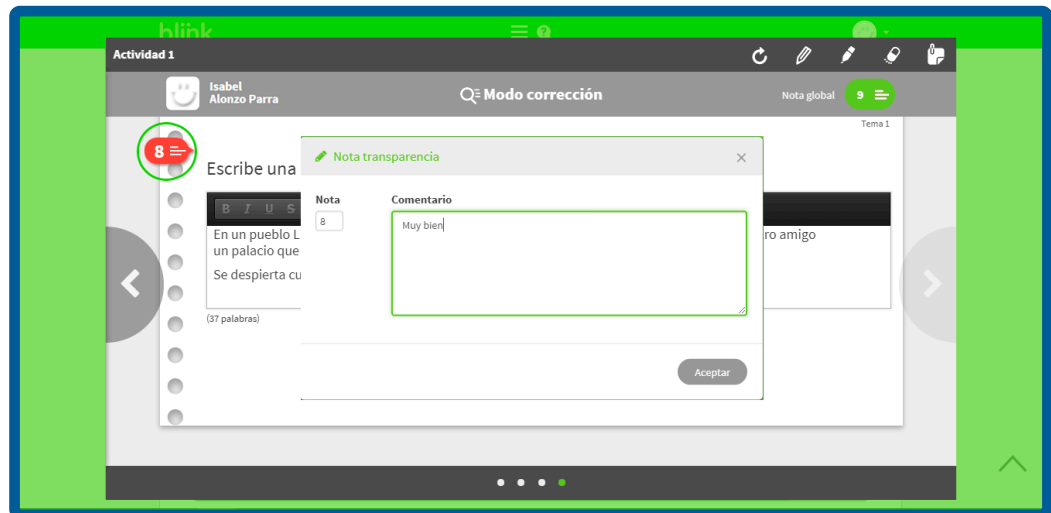 blink
Actividad 1
Isabel
Alonzo Parra
Modo corrección
Nota global
9
Tema 1
8
Escribe una
Nota transparencia
Nota
Comentario
8
Muy bien
B I U S
En un pueblo L
ro amigo
un palacio que
Se despierta cu
(37 palabras)
Aceptar